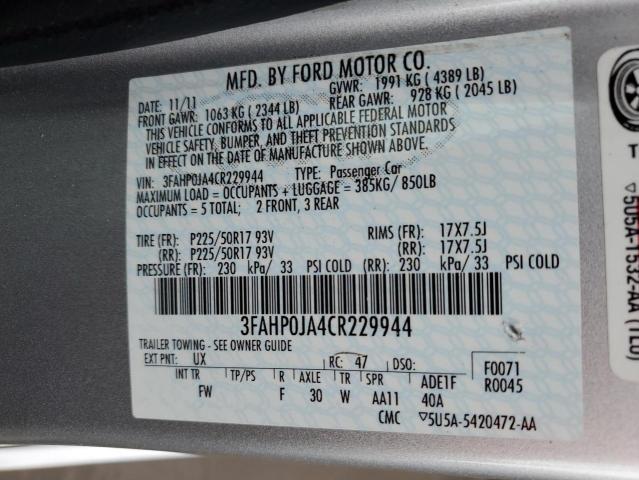 MFD. BY FORD MOTOR CO.
DATE: 11/11 GVWR: 1991 KG ( 4389 LB)
FRONT GAWR: 1063 KG ( 2344 LB) REAR GAWR: 928 KG ( 2045 LB)
THIS VEHICLE CONFORMS TO ALL APPLICABLE FEDERAL MOTOR
VEHICLE SAFETY, BUMPER, AND THEFT PREVENTION STANDARDS
IN EFFECT ON THE DATE OF MANUFACTURE SHOWN ABOVE.
VIN: 3FAHP0JA4CR229944 TYPE: Passenger Car
MAXIMUM LOAD = OCCUPANTS + LUGGAGE = 385KG/ 850LB
OCCUPANTS = 5 TOTAL: 2 FRONT, 3 REAR
TIRE (FR): P225/50R17 93V RIMS (FR): 17X7.5J
(RR): P225/50R17 93V (RR): 17X7.5J
PRESSURE (FR): 230 kPa/ 33 PSI COLD (RR): 230 kPa/ 33 PSI COLD
3FAHP0JA4CR229944
TRAILER TOWING - SEE OWNER GUIDE
EXT PNT: UX RC: 47 DSO: F0071
INT TR TP/PS R AXLE TR SPR ADE1F R0045
FW F 30 W AA11 40A
CMC ▽5U5A-5420472-AA
T
▽5U5A-1532-AA (LD)